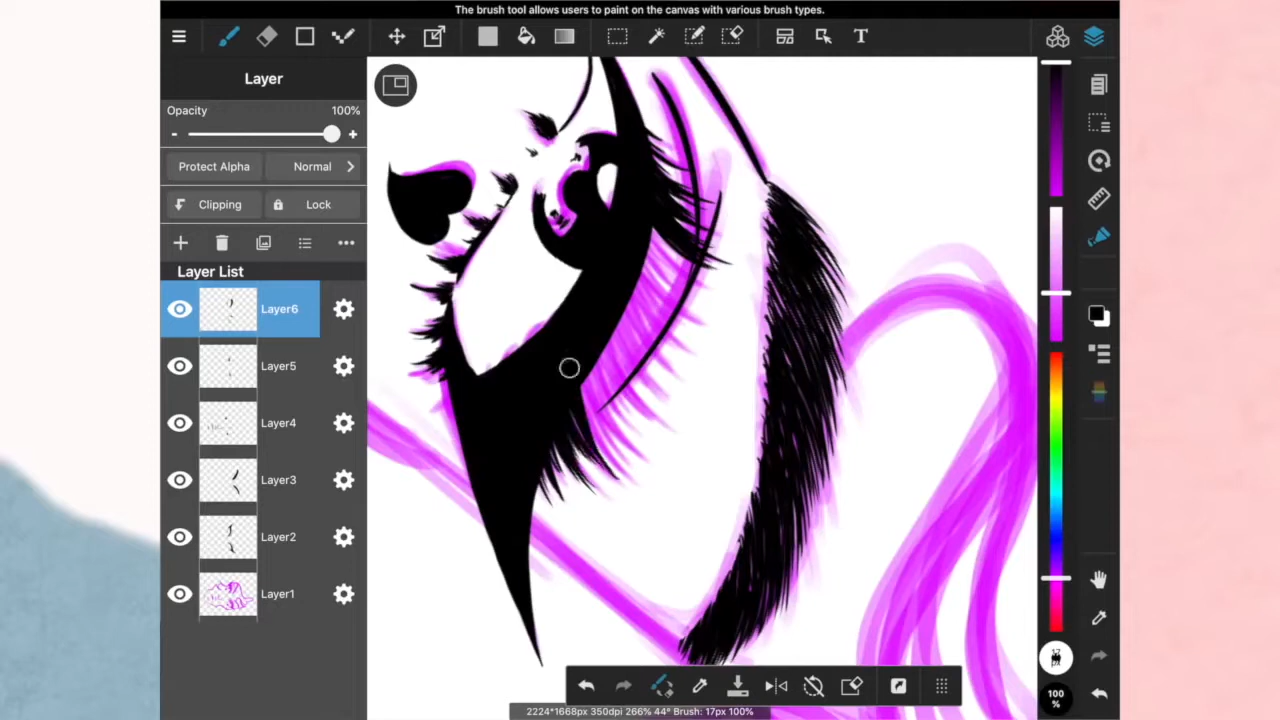 The brush tool allows users to paint on the canvas with various brush types.
T
Layer
Opacity 100%
- +
Protect Alpha Normal
Clipping Lock
Layer List
Layer6
Layer5
Layer4
Layer3
Layer2
Layer1
17
px
100
%
2224*1668px 350dpi 266% 44° Brush: 17px 100%